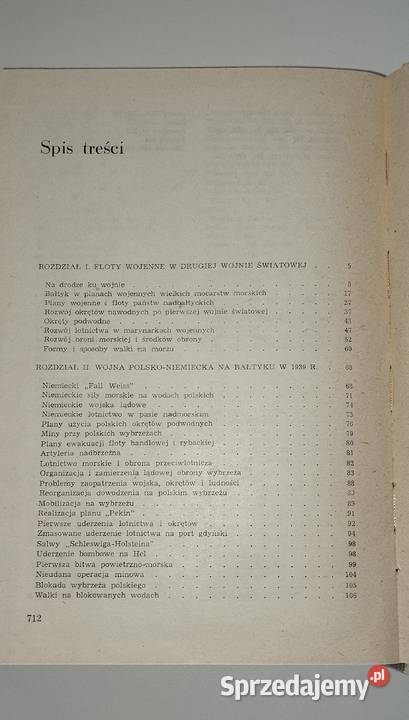 Spis treści
ROZDZIAŁ I. FLOTY WOJENNE W DRUGIEJ WOJNIE ŚWIATOWEJ . . 5
Na drodze ku wojnie 5
Bałtyk w planach wojennych wielkich mocarstw morskich 17
Plany wojenne i floty państw nadbałtyckich 27
Rozwój okrętów nawodnych po pierwszej wojnie światowej 37
Okręty podwodne 43
Rozwój lotnictwa w marynarkach wojennych 47
Rozwój broni morskiej i środków obrony 52
Formy i sposoby walki na morzu 60
ROZDZIAŁ II. WOJNA POLSKO-NIEMIECKA NA BAŁTYKU W 1939 R. . 68
Niemiecki „Fall Weiss" 68
Niemieckie siły morskie na wodach polskich 71
Niemieckie wojska lądowe 74
Niemieckie lotnictwo w pasie nadmorskim 75
Plany użycia polskich okrętów podwodnych 76
Miny przy polskich wybrzeżach 79
Plany ewakuacji floty handlowej i rybackiej 80
Artyleria nadbrzeżna 81
Lotnictwo morskie i obrona przeciwlotnicza 82
Organizacja i zamierzenia lądowej obrony wybrzeża 83
Problemy zaopatrzenia wojska, okrętów i ludności 88
Reorganizacja dowodzenia na polskim wybrzeżu
Mobilizacja na wybrzeżu
Realizacja planu „Pekin" 91
Pierwsze uderzenia lotnictwa i okrętów 92
Zmasowane uderzenie lotnictwa na port gdyński 94
Salwy „Schleswiga-Holsteina" 98
Uderzenie bombowe na Hel 98
Pierwsza bitwa powietrzno-morska 99
Nieudana operacja minowa 104
Blokada wybrzeża polskiego 105
Walki na blokowanych wodach 106
712
Sprzedajemy.pl